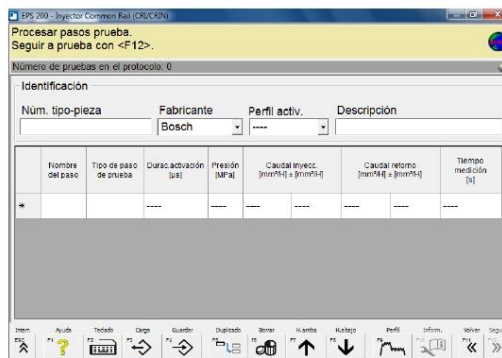 EPS 200 - Inyector Common Rail (CRI/CRIN)
Procesar pasos prueba.
Seguir a prueba con <F12>.
Número de pruebas en el protocolo: 0
Identificación
Núm. tipo-pieza Fabricante Perfil activ. Descripción
Bosch ----
Nombre del paso Tipo de paso de prueba Durac.activación [µs] Presión [MPa] Caudal inyecc. [mm³/H] ± [mm³/H] Caudal retorno [mm³/H] ± [mm³/H] Tiempo medición [s]
* ---- ---- ---- ---- ---- ---- ----
Interr. Ayuda Teclado Carga Guardar Duplicado Borrar H.arriba H.abajo Perfil Inform. Volver Seguir
ESC F1 F2 F3 F4 F5 F6 F7 F8 F9 F10 F11 F12